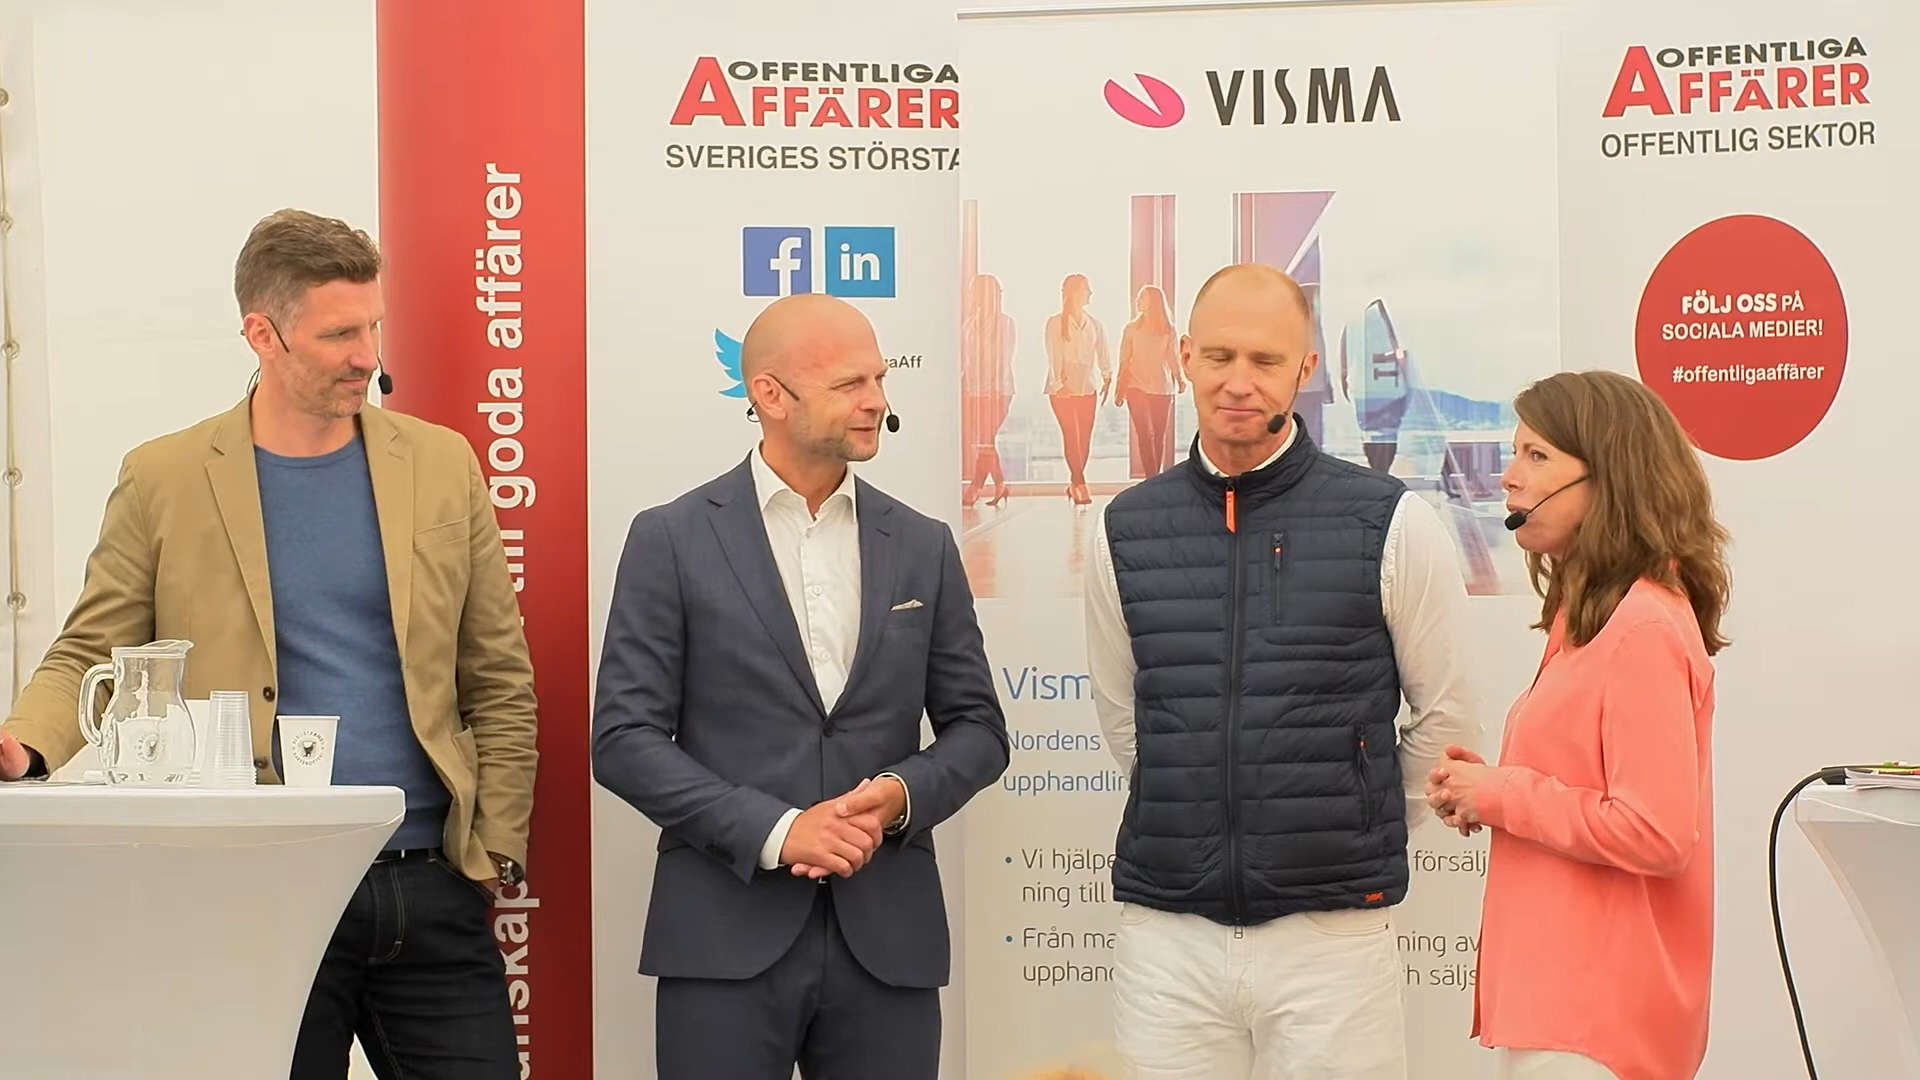 OFFENTLIGA
AFFÄRER
SVERIGES STÖRSTA
aAff
goda affärer
VISMA
OFFENTLIGA
AFFÄRER
OFFENTLIG SEKTOR
FÖLJ OSS PÅ
SOCIALA MEDIER!
#offentligaaffärer
Vism
Nordens
upphandlin
• Vi hjälpe försälj
ning till
• Från ma ning av
upphand h säljs